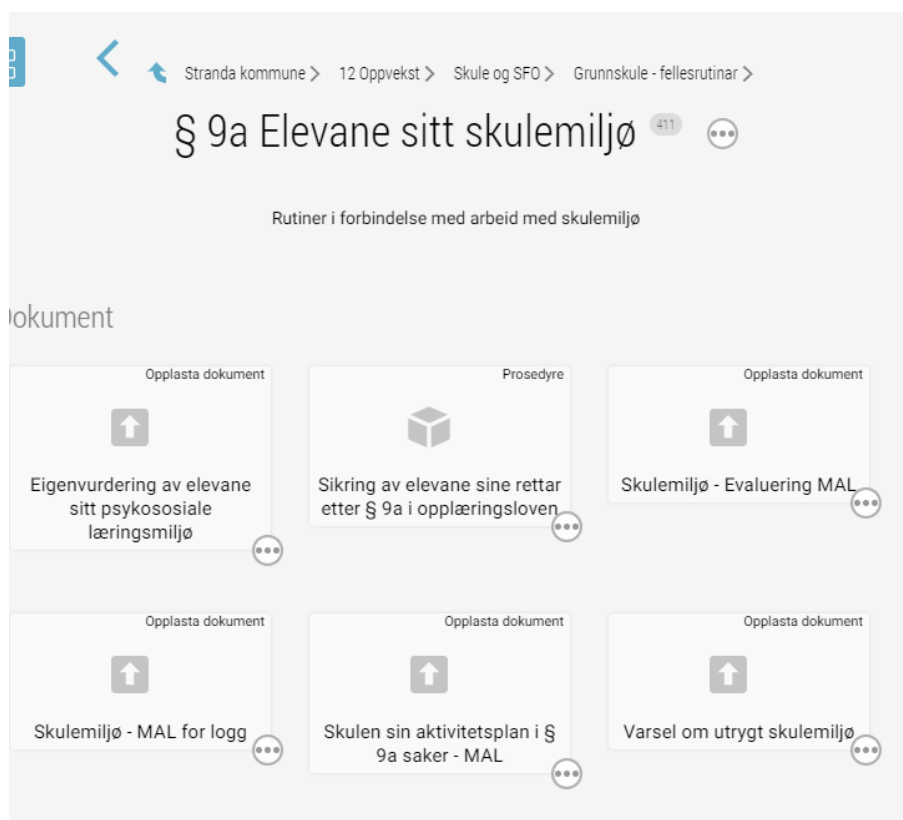 Stranda kommune > 12 Oppvekst > Skule og SFO > Grunnskule - fellesrutinar >
§ 9a Elevane sitt skulemiljø 411
Rutiner i forbindelse med arbeid med skulemiljø
Dokument
Opplasta dokument
Eigenvurdering av elevane
sitt psykososiale
læringsmiljø
Prosedyre
Sikring av elevane sine rettar
etter § 9a i opplæringsloven
Opplasta dokument
Skulemiljø - Evaluering MAL
Opplasta dokument
Skulemiljø - MAL for logg
Opplasta dokument
Skulen sin aktivitetsplan i §
9a saker - MAL
Opplasta dokument
Varsel om utrygt skulemiljø